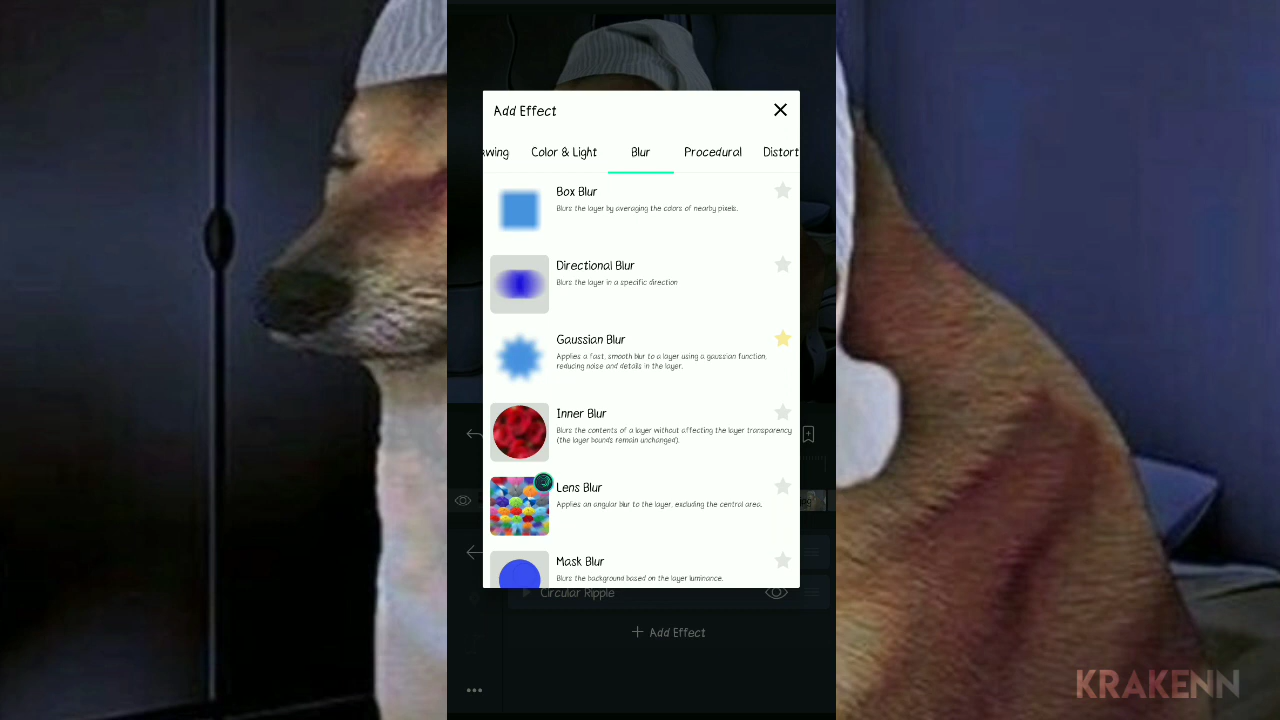 Add Effect
awing
Color & Light
Blur
Procedural
Distort
Box Blur
Blurs the layer by averaging the colors of nearby pixels.
Directional Blur
Blurs the layer in a specific direction
Gaussian Blur
Applies a fast, smooth blur to a layer using a gaussian function,
reducing noise and details in the layer.
Inner Blur
Blurs the contents of a layer without affecting the layer transparency
(the layer bounds remain unchanged).
Lens Blur
Applies an angular blur to the layer, excluding the central area.
Mask Blur
Blurs the background based on the layer luminance.
Circular Ripple
Add Effect
KRAKENN